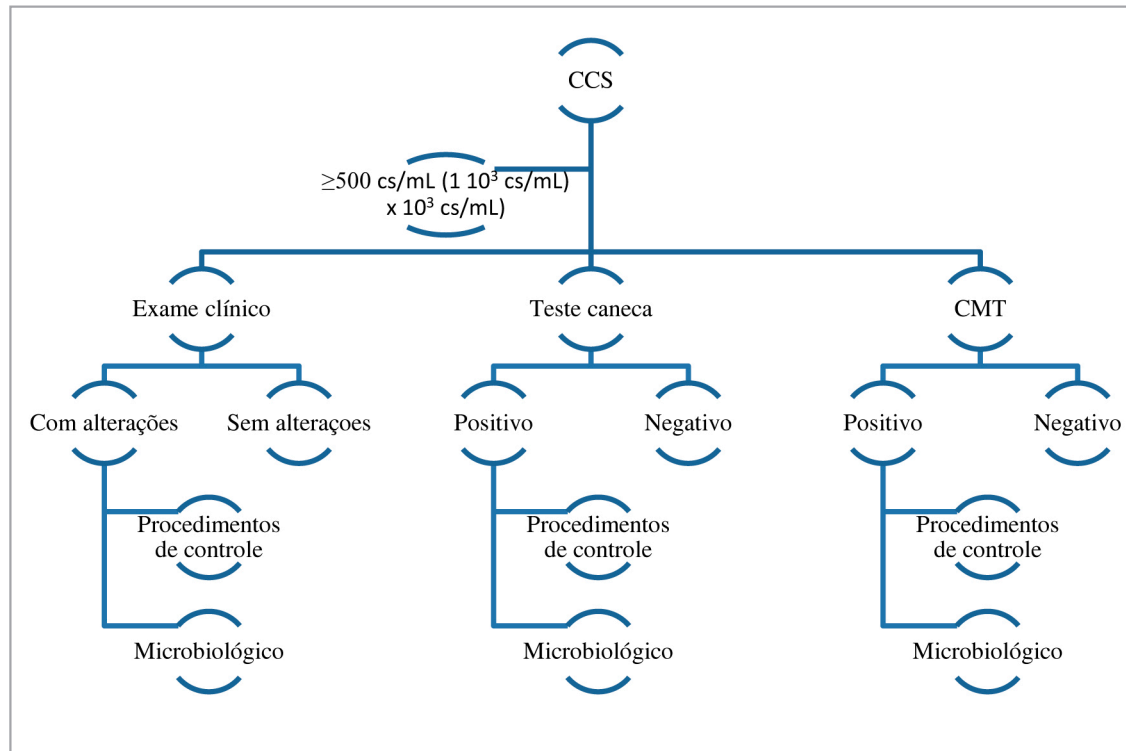 CCS
≥500 cs/mL (1 10³ cs/mL)
x 10³ cs/mL)
Exame clínico
Teste caneca
CMT
Com alterações
Sem alteraçoes
Positivo
Negativo
Positivo
Negativo
Procedimentos
de controle
Procedimentos
de controle
Procedimentos
de controle
Microbiológico
Microbiológico
Microbiológico